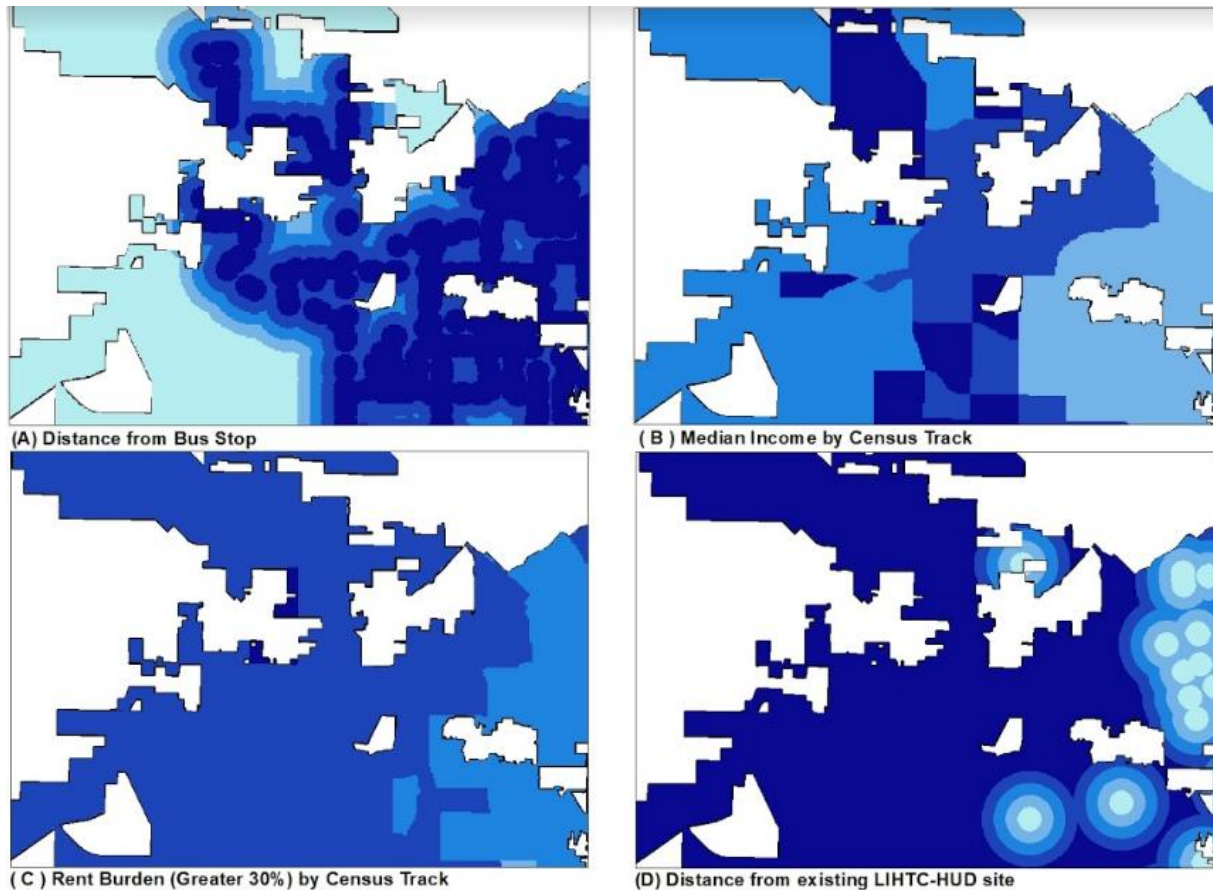 (A) Distance from Bus Stop
( B ) Median Income by Census Track
( C ) Rent Burden (Greater 30%) by Census Track
(D) Distance from existing LIHTC-HUD site